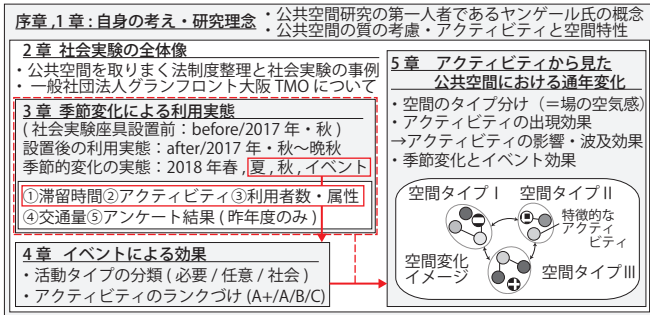 序章,1 章 : 自身の考え・研究理念
・公共空間研究の第一人者であるヤンゲール氏の概念
・公共空間の質の考慮・アクティビティと空間特性
2 章 社会実験の全体像
・公共空間を取りまく法制度整理と社会実験の事例
・ 一般社団法人グランフロント大阪 TMO について
3 章 季節変化による利用実態
( 社会実験座具設置前 : before/2017 年・秋 )
設置後の利用実態 : after/2017 年・秋〜晩秋
季節的変化の実態 : 2018 年春 , 夏 , 秋 , イベント
①滞留時間②アクティビティ③利用者数・属性
④交通量⑤アンケート結果 ( 昨年度のみ )
4 章 イベントによる効果
・活動タイプの分類 ( 必要 / 任意 / 社会 )
・アクティビティのランクづけ (A+/A/B/C)
5 章 アクティビティから見た
公共空間における通年変化
・空間のタイプ分け（＝場の空気感）
・アクティビティの出現効果
→アクティビティの影響・波及効果
・季節変化とイベント効果
空間タイプⅠ
空間タイプⅡ
特徴的な
アクティ
ビティ
空間変化
イメージ
空間タイプⅢ